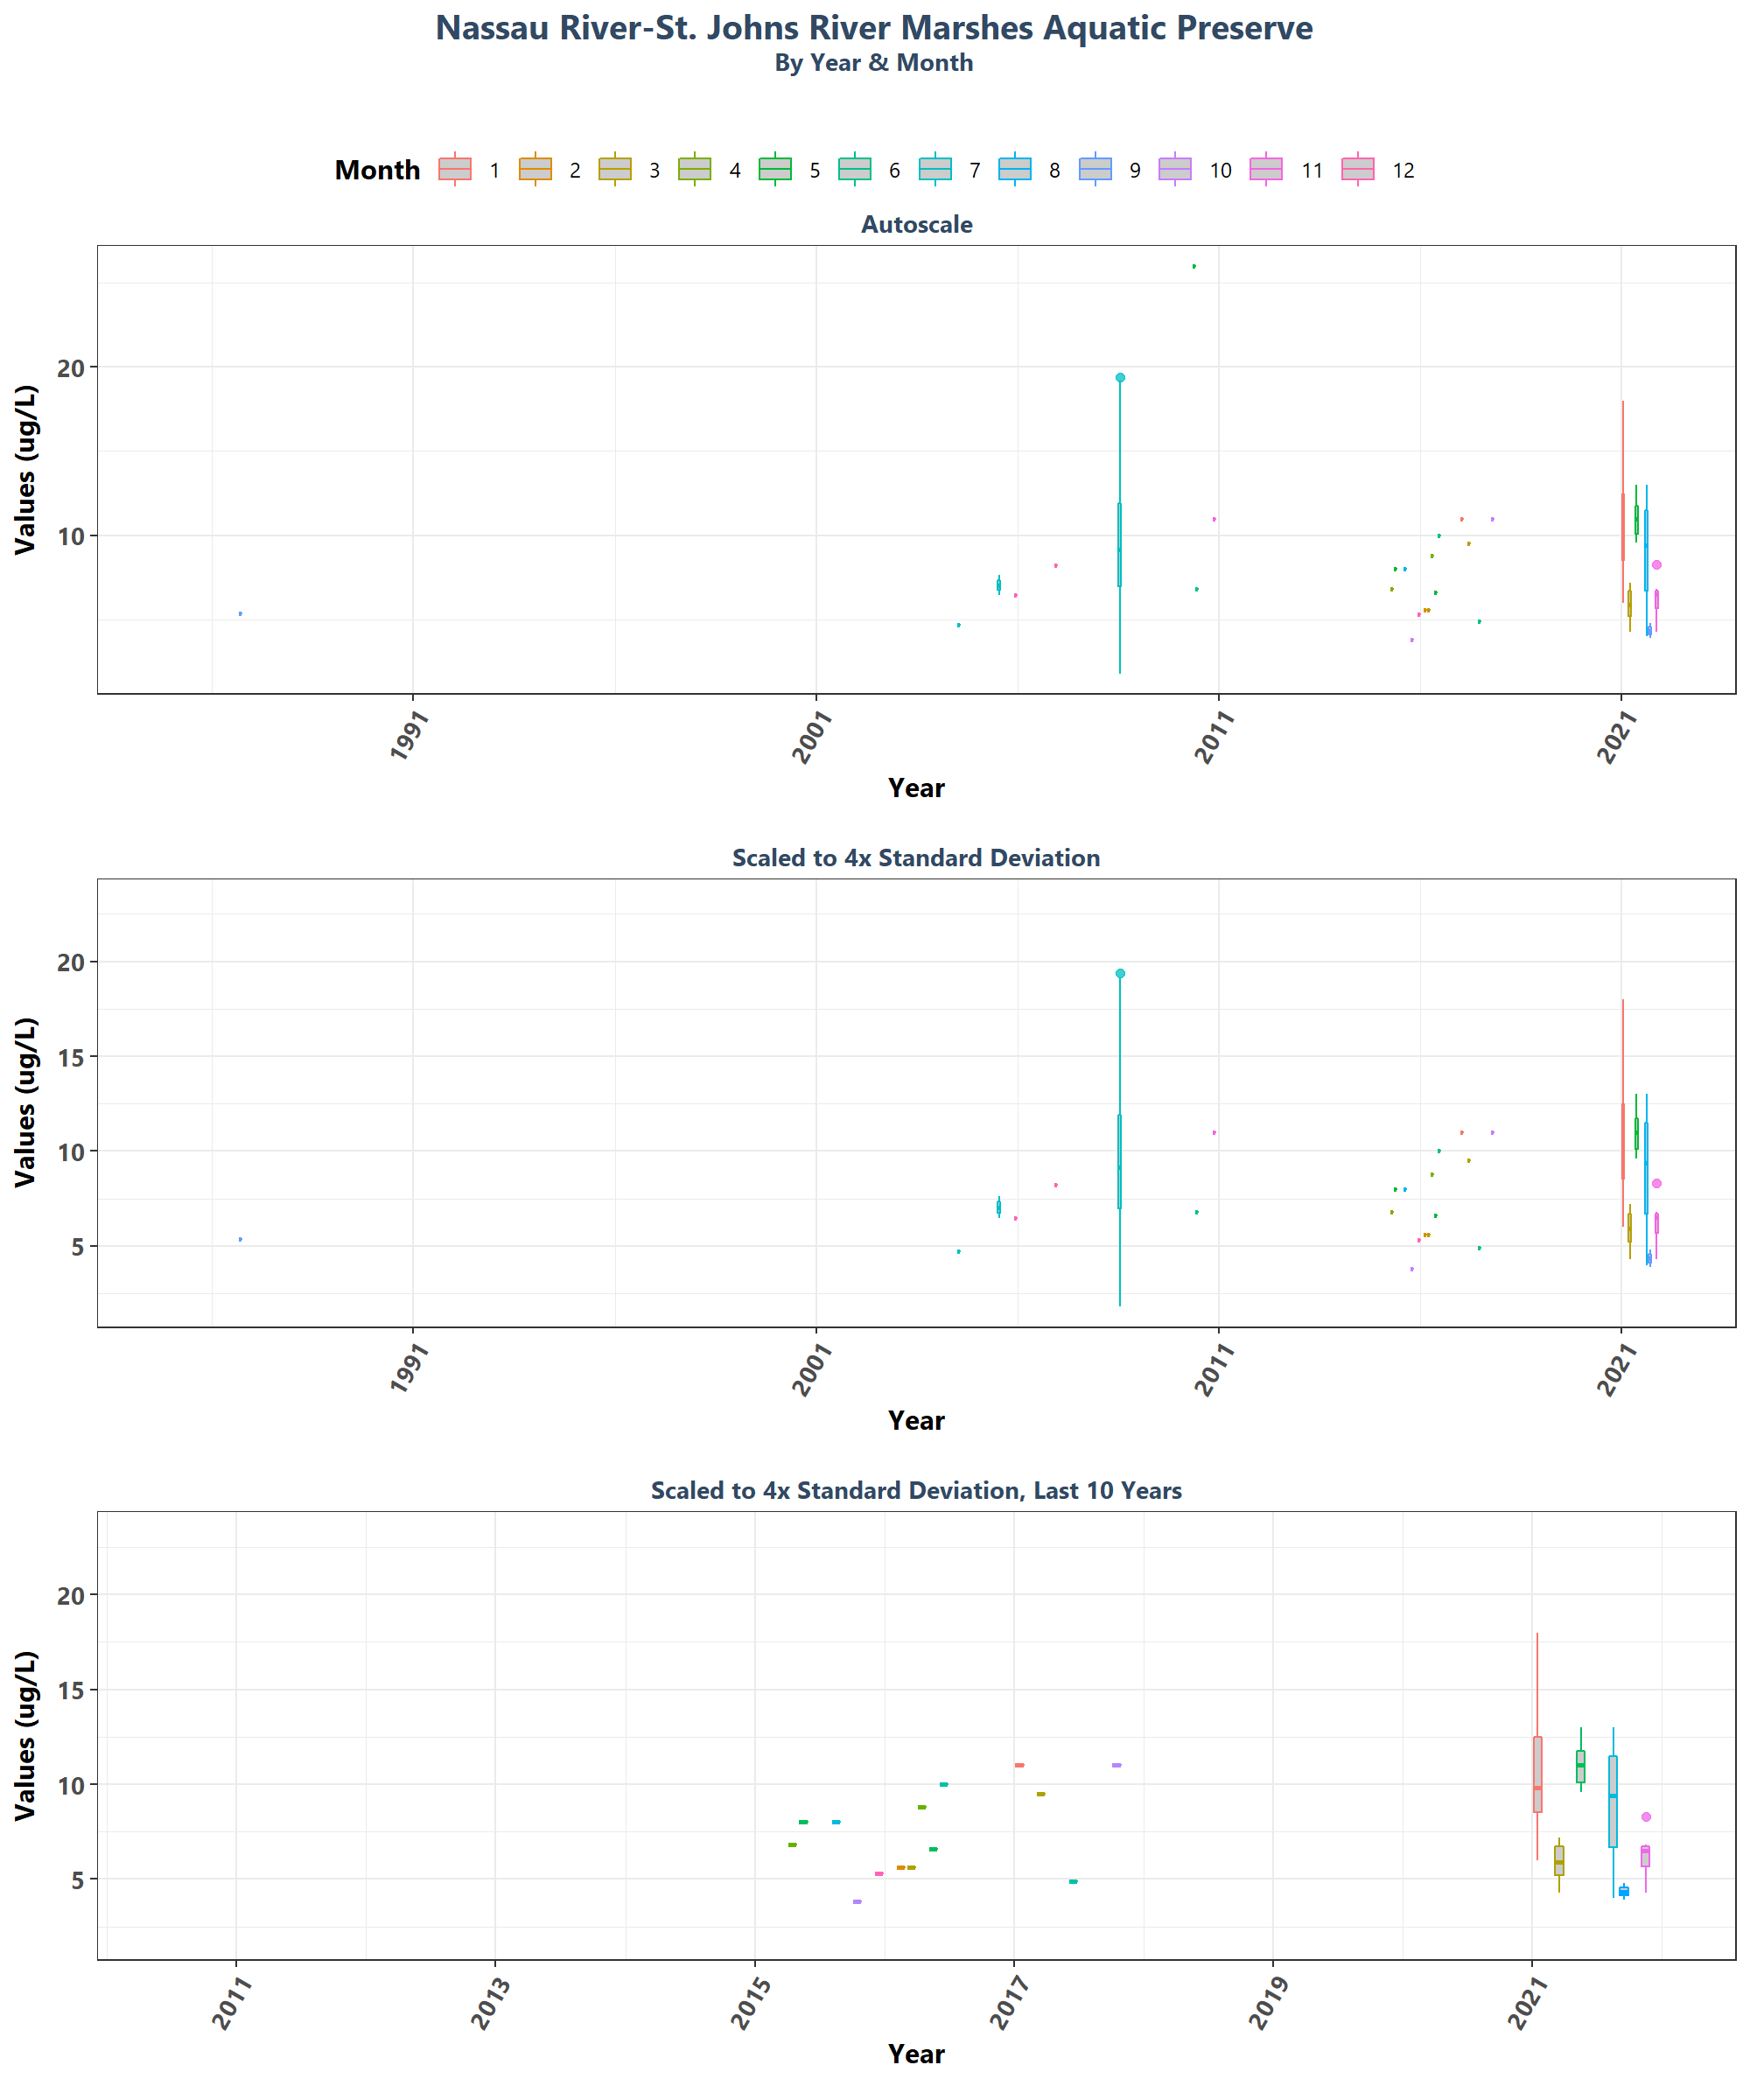 Nassau River-St. Johns River Marshes Aquatic Preserve
By Year & Month
Month 1 2 3 4 5 6 7 8 9 10 11 12
Autoscale
Values (ug/L)
20
10
1991 2001 2011 2021
Year
Scaled to 4x Standard Deviation
Values (ug/L)
20
15
10
5
1991 2001 2011 2021
Year
Scaled to 4x Standard Deviation, Last 10 Years
Values (ug/L)
20
15
10
5
2011 2013 2015 2017 2019 2021
Year